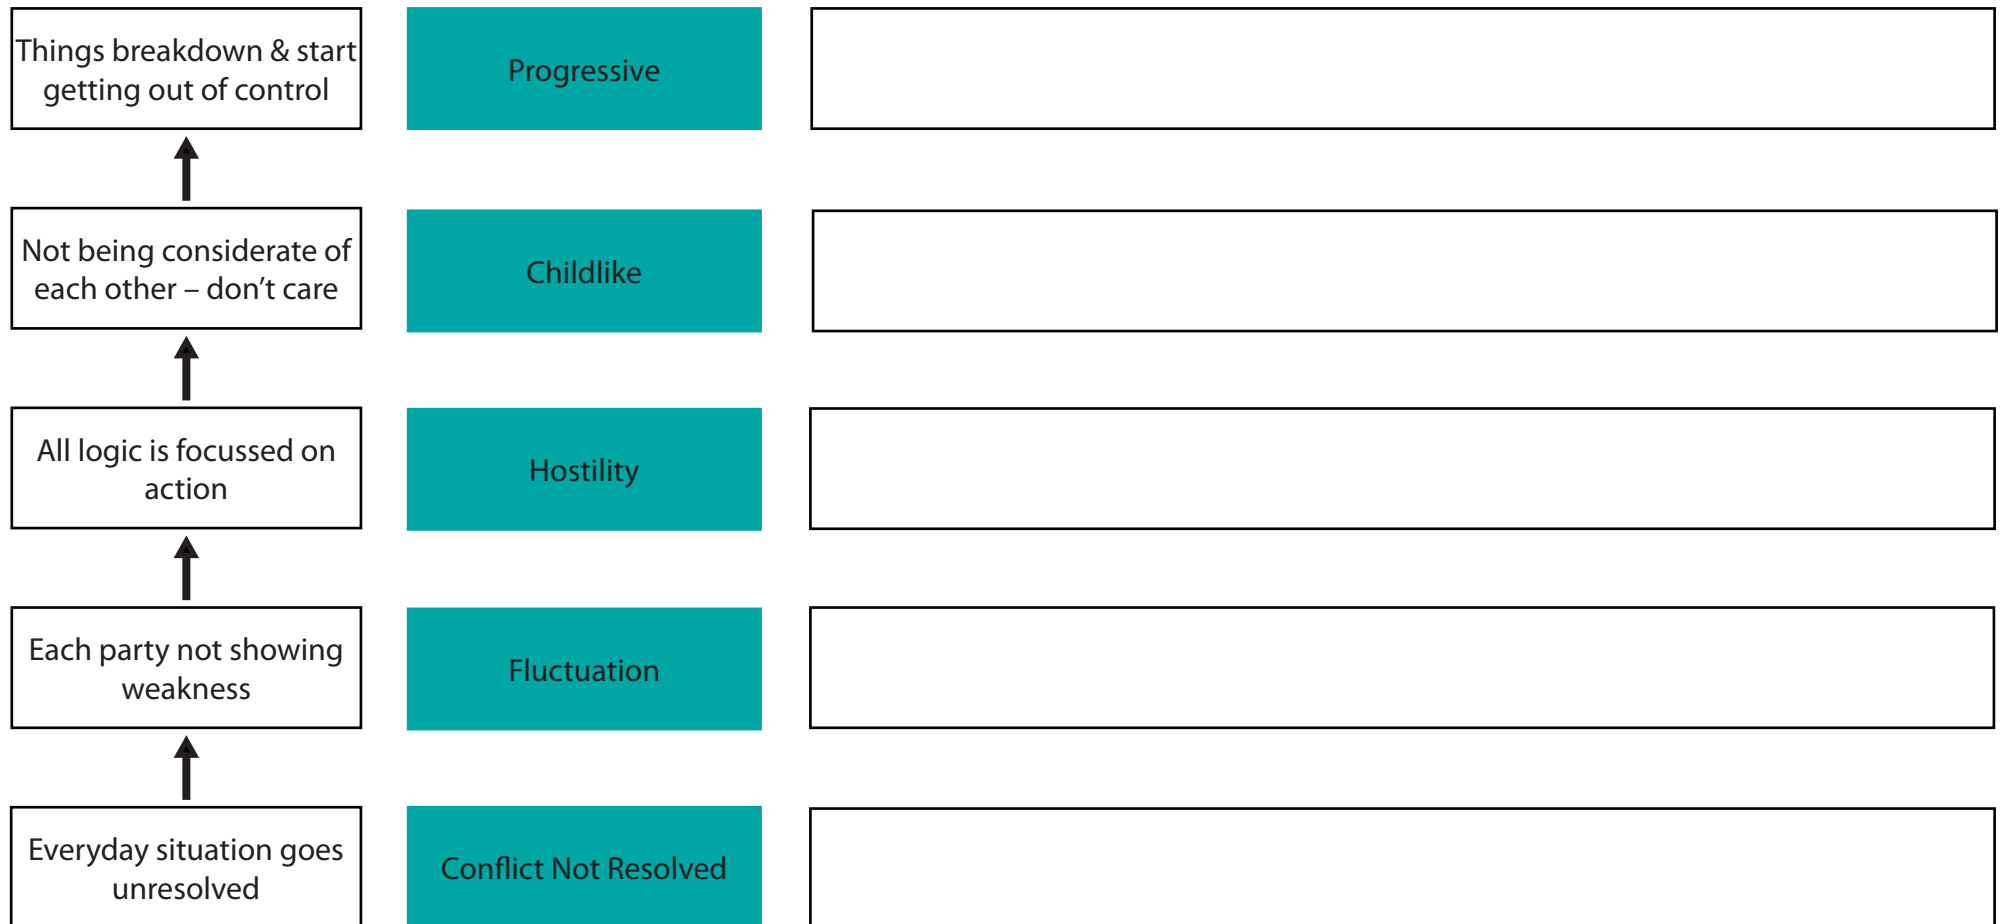 Things breakdown & start
getting out of control
Progressive
Not being considerate of
each other – don’t care
Childlike
All logic is focussed on
action
Hostility
Each party not showing
weakness
Fluctuation
Everyday situation goes
unresolved
Conflict Not Resolved